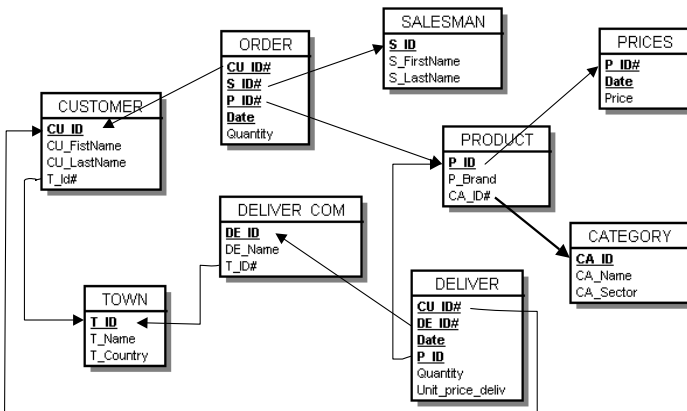 SALESMAN
S_ID
S_FirstName
S_LastName
ORDER
CU_ID#
S_ID#
P_ID#
Date
Quantity
PRICES
P_ID#
Date
Price
CUSTOMER
CU_ID
CU_FistName
CU_LastName
T_Id#
PRODUCT
P_ID
P_Brand
CA_ID#
DELIVER COM
DE_ID
DE_Name
T_ID#
CATEGORY
CA_ID
CA_Name
CA_Sector
TOWN
T_ID
T_Name
T_Country
DELIVER
CU_ID#
DE_ID#
Date
P_ID
Quantity
Unit_price_deliv